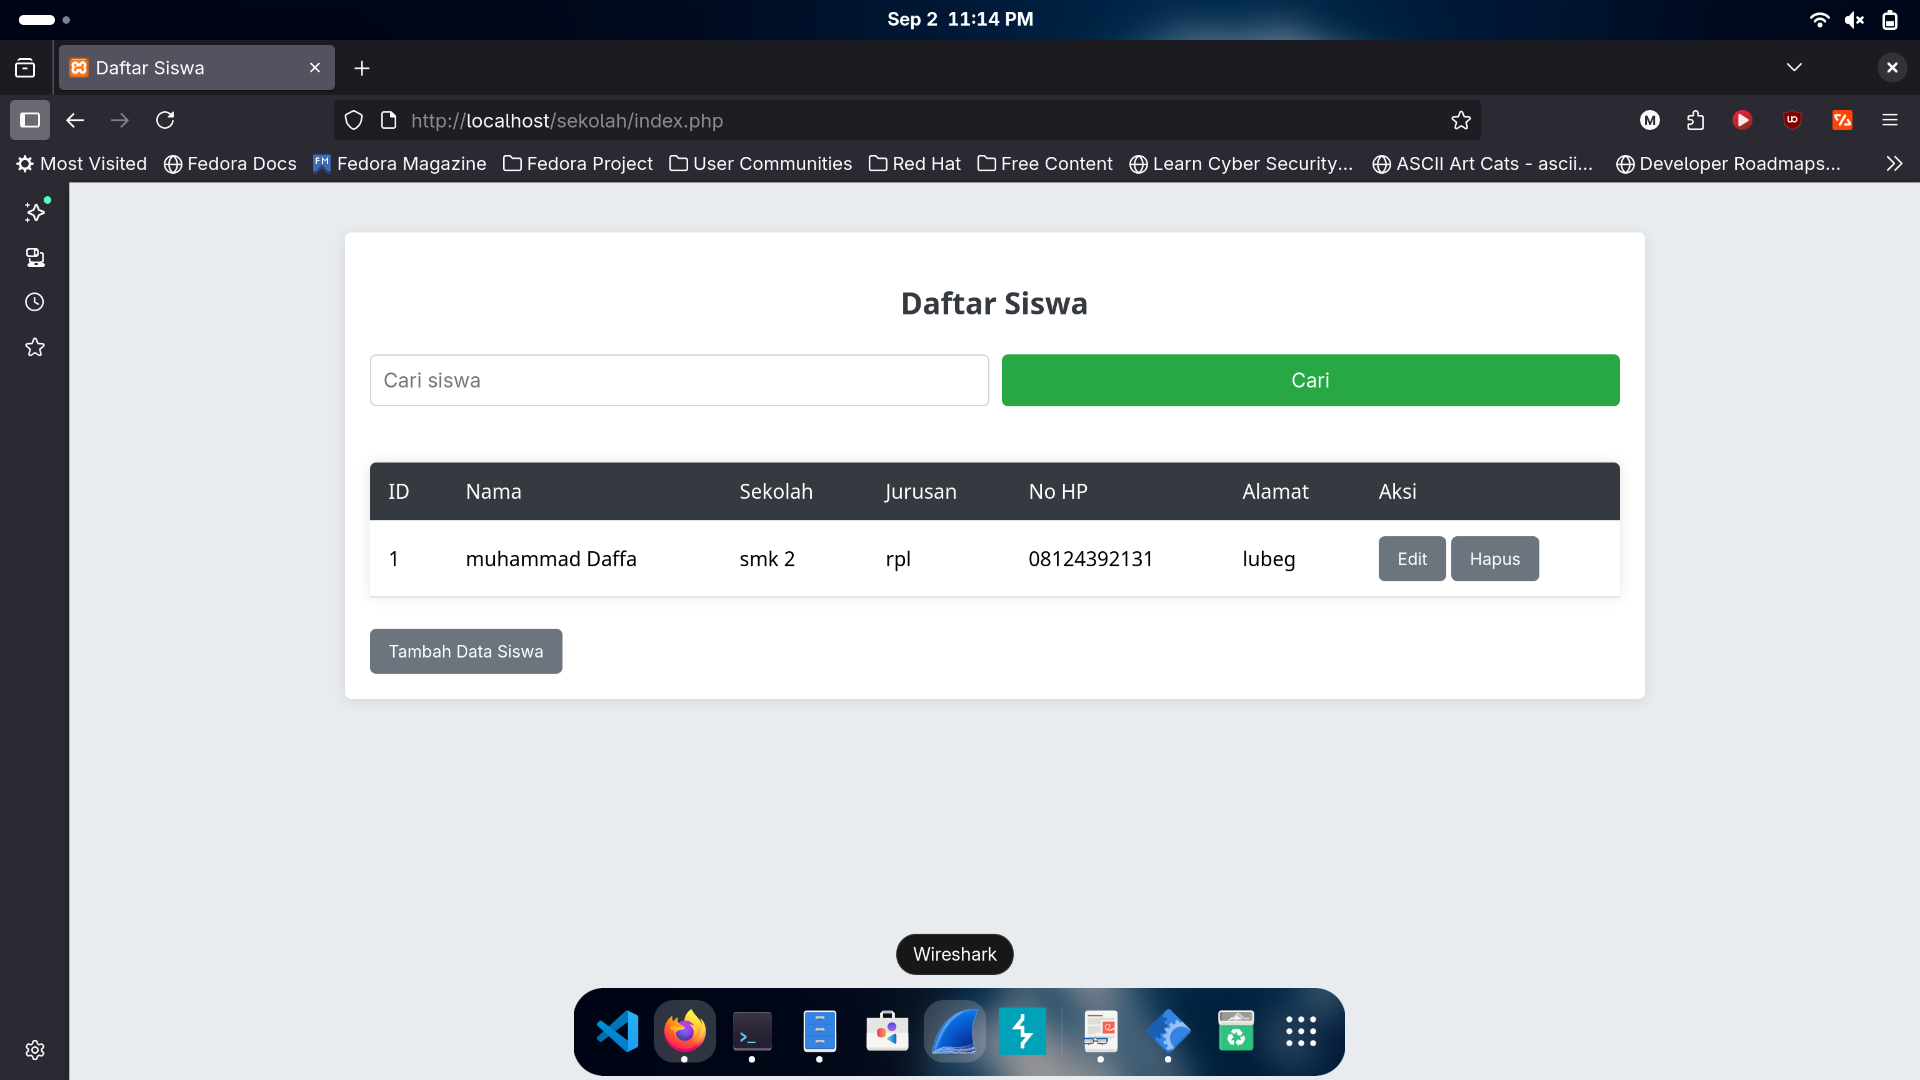 Sep 2 11:14 PM
Daftar Siswa
http://localhost/sekolah/index.php
M
UD
Most Visited
Fedora Docs
FM
Fedora Magazine
Fedora Project
User Communities
Red Hat
Free Content
Learn Cyber Security...
ASCII Art Cats - ascii...
Developer Roadmaps...
Daftar Siswa
Cari siswa
Cari
ID Nama Sekolah Jurusan No HP Alamat Aksi
1 muhammad Daffa smk 2 rpl 08124392131 lubeg Edit Hapus
Tambah Data Siswa
Wireshark
>_